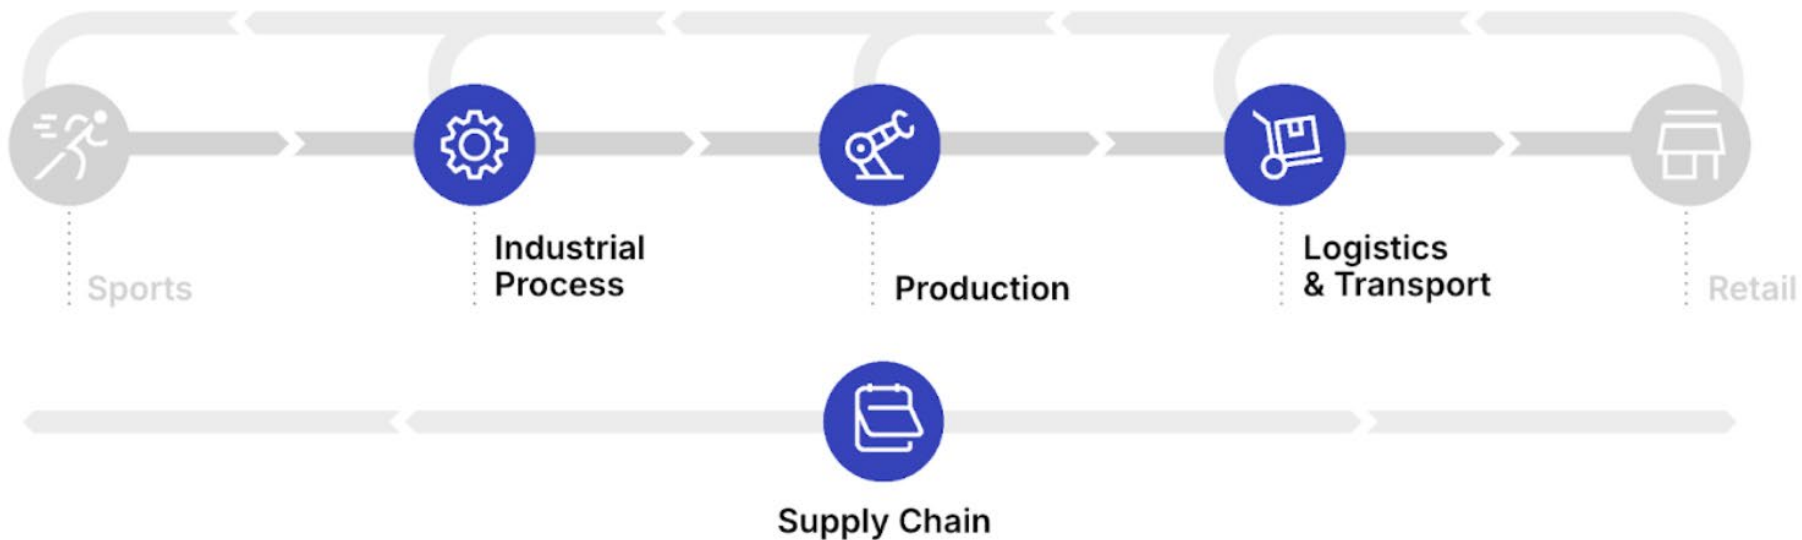 Sports
Industrial
Process
Production
Logistics
& Transport
Retail
Supply Chain